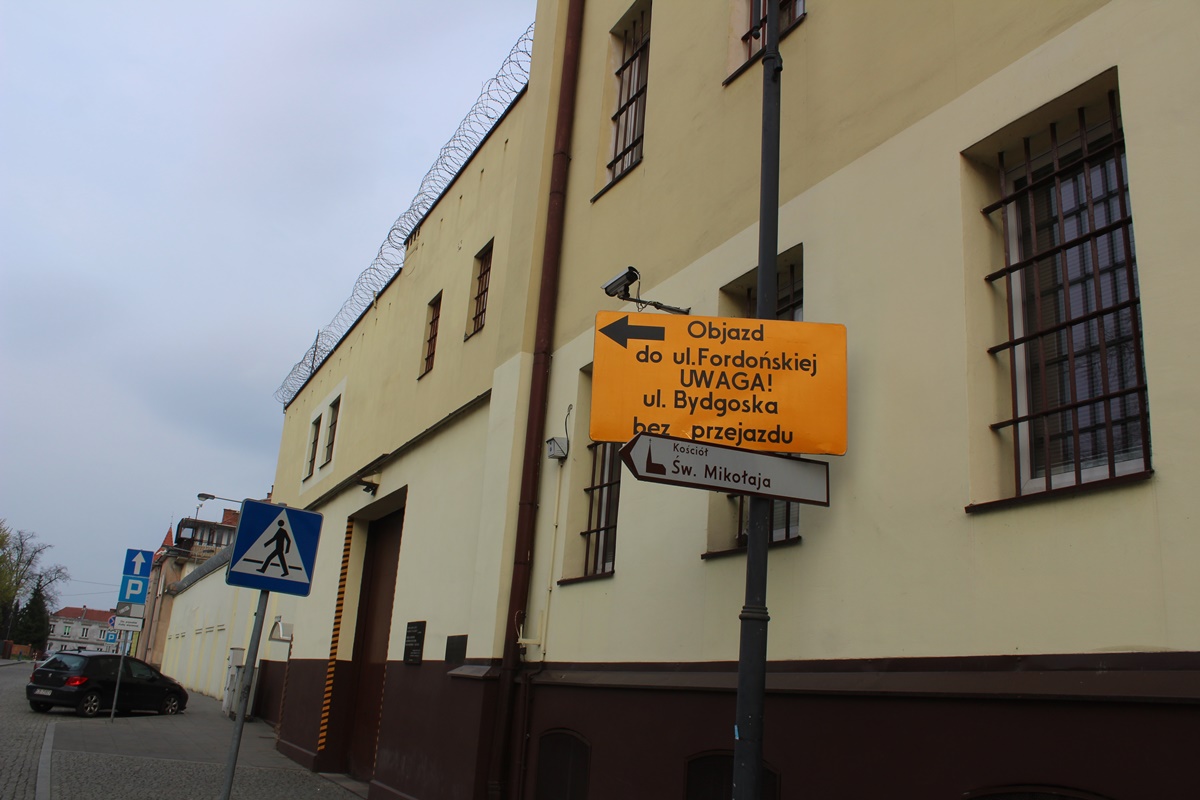 Objazd
do ul.Fordońskiej
UWAGA!
ul. Bydgoska
bez przejazdu
Kościół
Św. Mikołaja
P
P